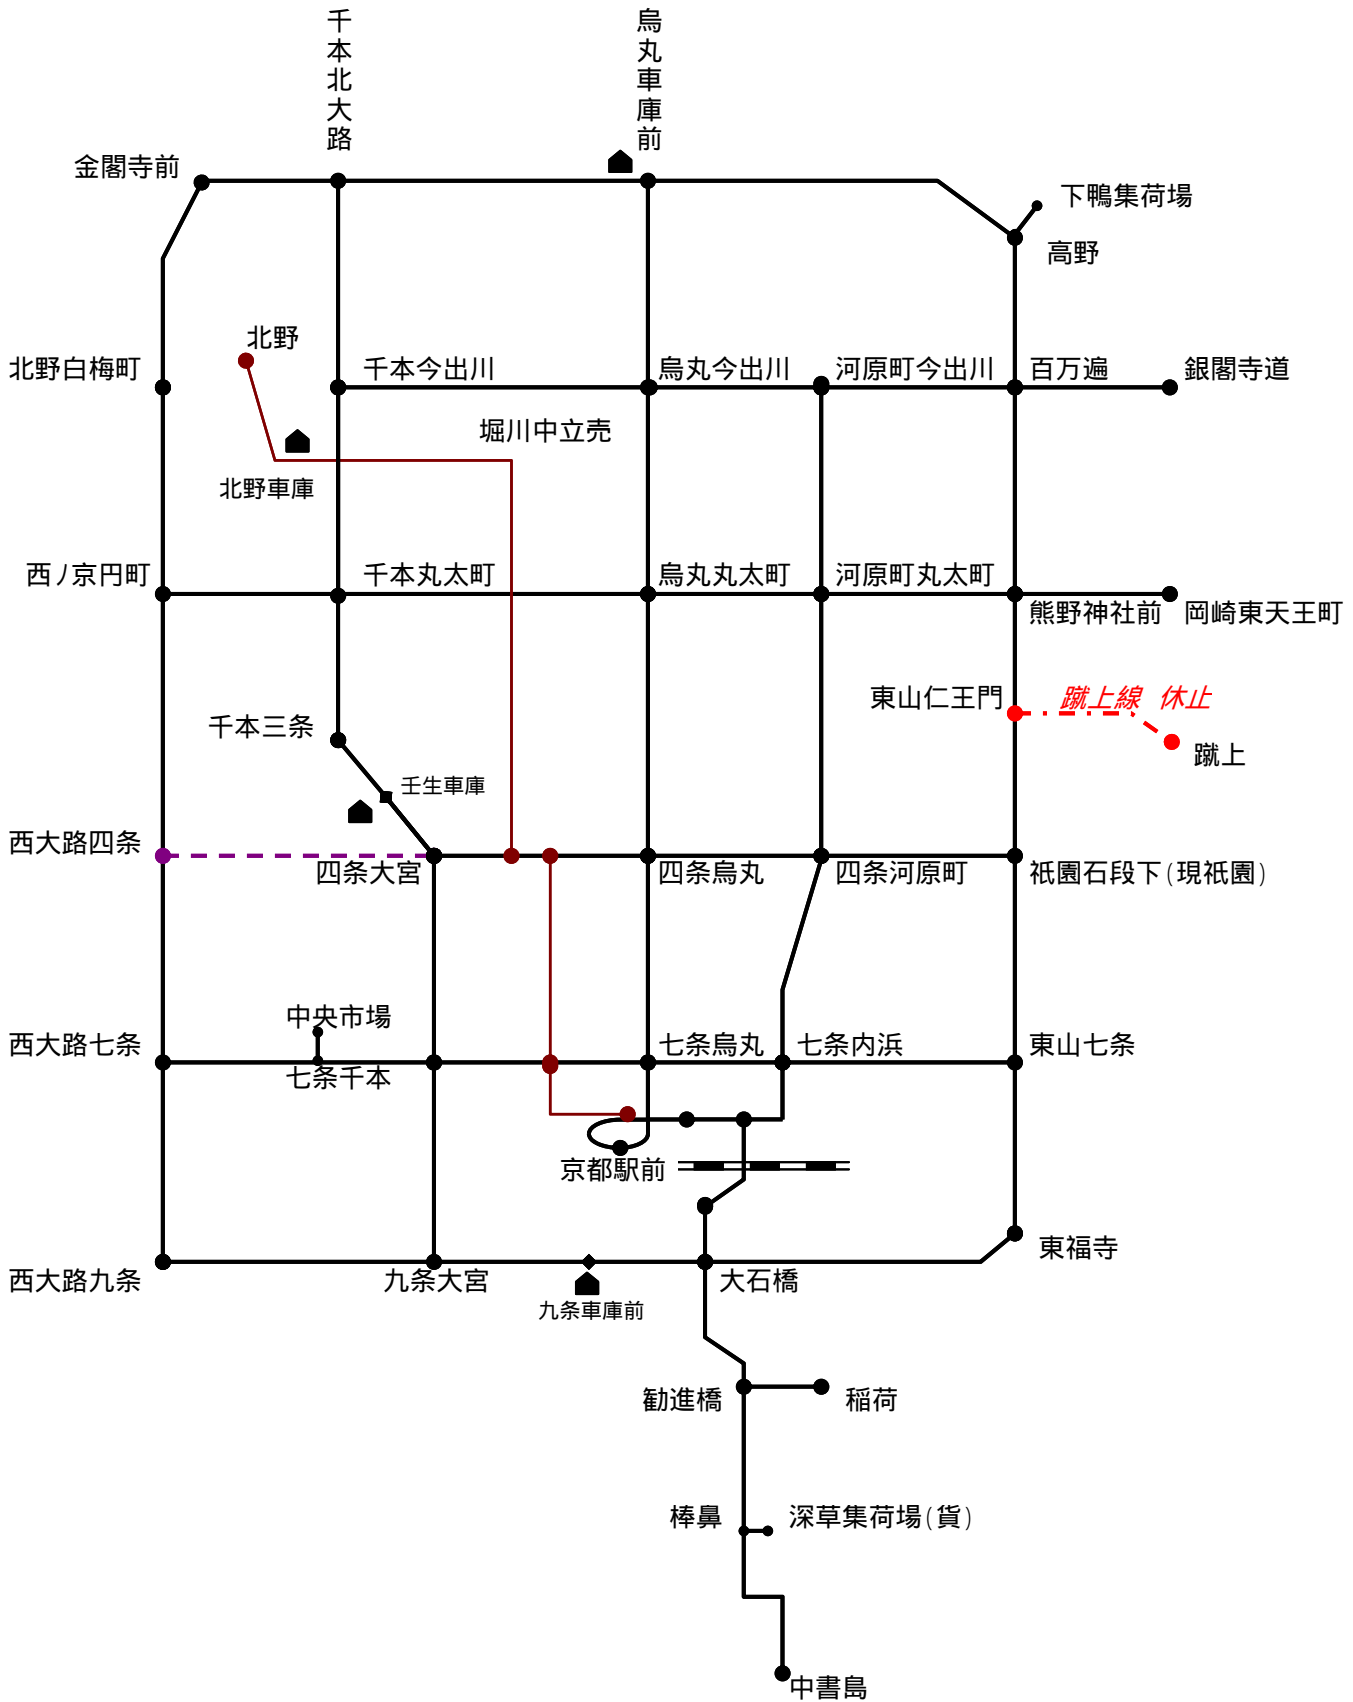 千本北大路
烏丸車庫前
金閣寺前
下鴨集荷場
高野
北野
北野白梅町
千本今出川
烏丸今出川
河原町今出川
百万遍
銀閣寺道
堀川中立売
北野車庫
西ノ京円町
千本丸太町
烏丸丸太町
河原町丸太町
熊野神社前
岡崎東天王町
東山仁王門
蹴上線 休止
千本三条
蹴上
壬生車庫
西大路四条
四条大宮
四条烏丸
四条河原町
祇園石段下(現祇園)
中央市場
西大路七条
七条烏丸
七条内浜
東山七条
七条千本
京都駅前
東福寺
西大路九条
九条大宮
大石橋
九条車庫前
勧進橋
稲荷
棒鼻
深草集荷場(貨)
中書島